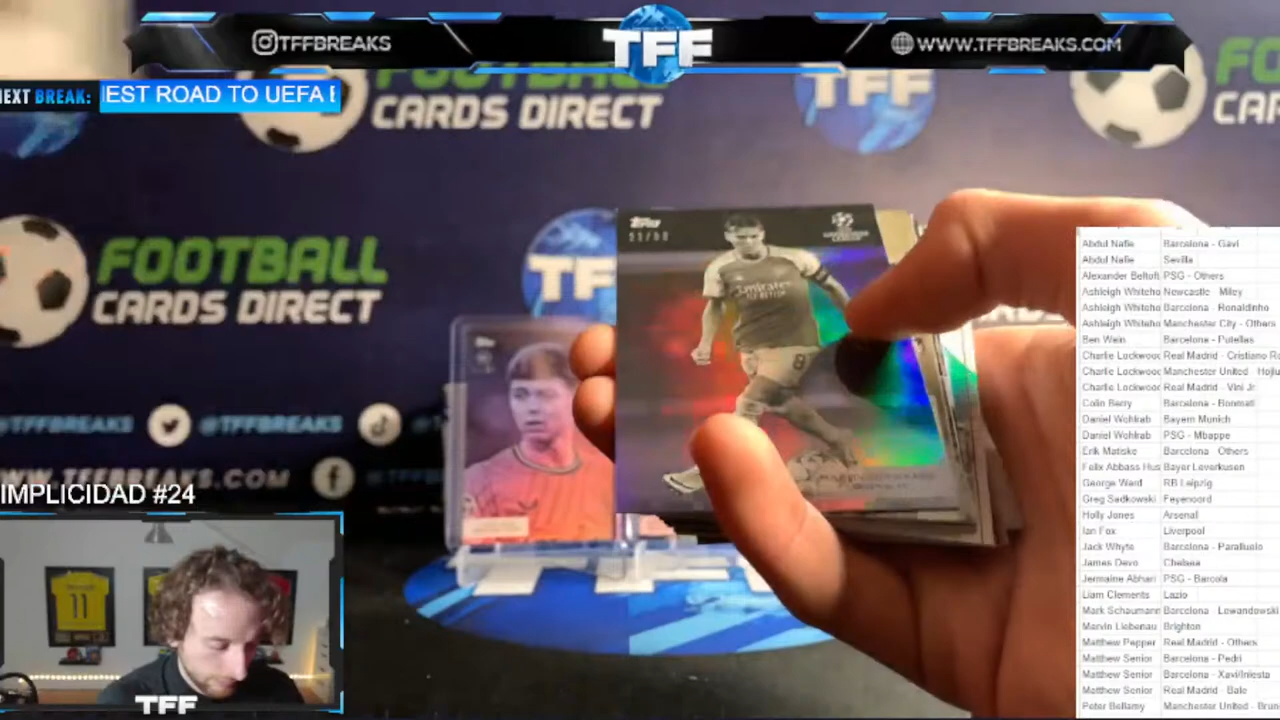 TFFBREAKS
TFF
WWW.TFFBREAKS.COM
NEXT BREAK: IEST ROAD TO UEFA E
FOOTBALL
CARDS DIRECT
TFF
FOOTBALL
CARDS DIRECT
TF
@TFFBREAKS
@TFFBREAKS
WWW.TFFBREAKS.COM
IMPLICIDAD #24
topps
Emirates
8
11
TFF
Abdul Nafie Barcelona - Gavi
Abdul Nafie Sevilla
Alexander Beltoft PSG - Others
Ashleigh Whiteho Newcastle - Miley
Ashleigh Whiteho Barcelona - Ronaldinho
Ashleigh Whiteho Manchester City - Others
Ben Wain Barcelona - Putellas
Charlie Lockwood Real Madrid - Cristiano Ro
Charlie Lockwood Manchester United - Hojlu
Charlie Lockwood Real Madrid - Vini Jr.
Colin Berry Barcelona - Bonmati
Daniel Wohlrab Bayern Munich
Daniel Wohlrab PSG - Mbappe
Erik Matiske Barcelona - Others
Felix Abbass Hus Bayer Leverkusen
George Ward RB Leipzig
Greg Sadkowski Feyenoord
Holly Jones Arsenal
Ian Fox Liverpool
Jack Whyte Barcelona - Paralluelo
James Devo Chelsea
Jermaine Abhari PSG - Barcola
Liam Clements Lazio
Mark Schaumann Barcelona - Lewandowski
Marvin Liebenau Brighton
Matthew Pepper Real Madrid - Others
Matthew Senior Barcelona - Pedri
Matthew Senior Barcelona - Xavi/Iniesta
Matthew Senior Real Madrid - Bale
Peter Bellamy Manchester United - Brun